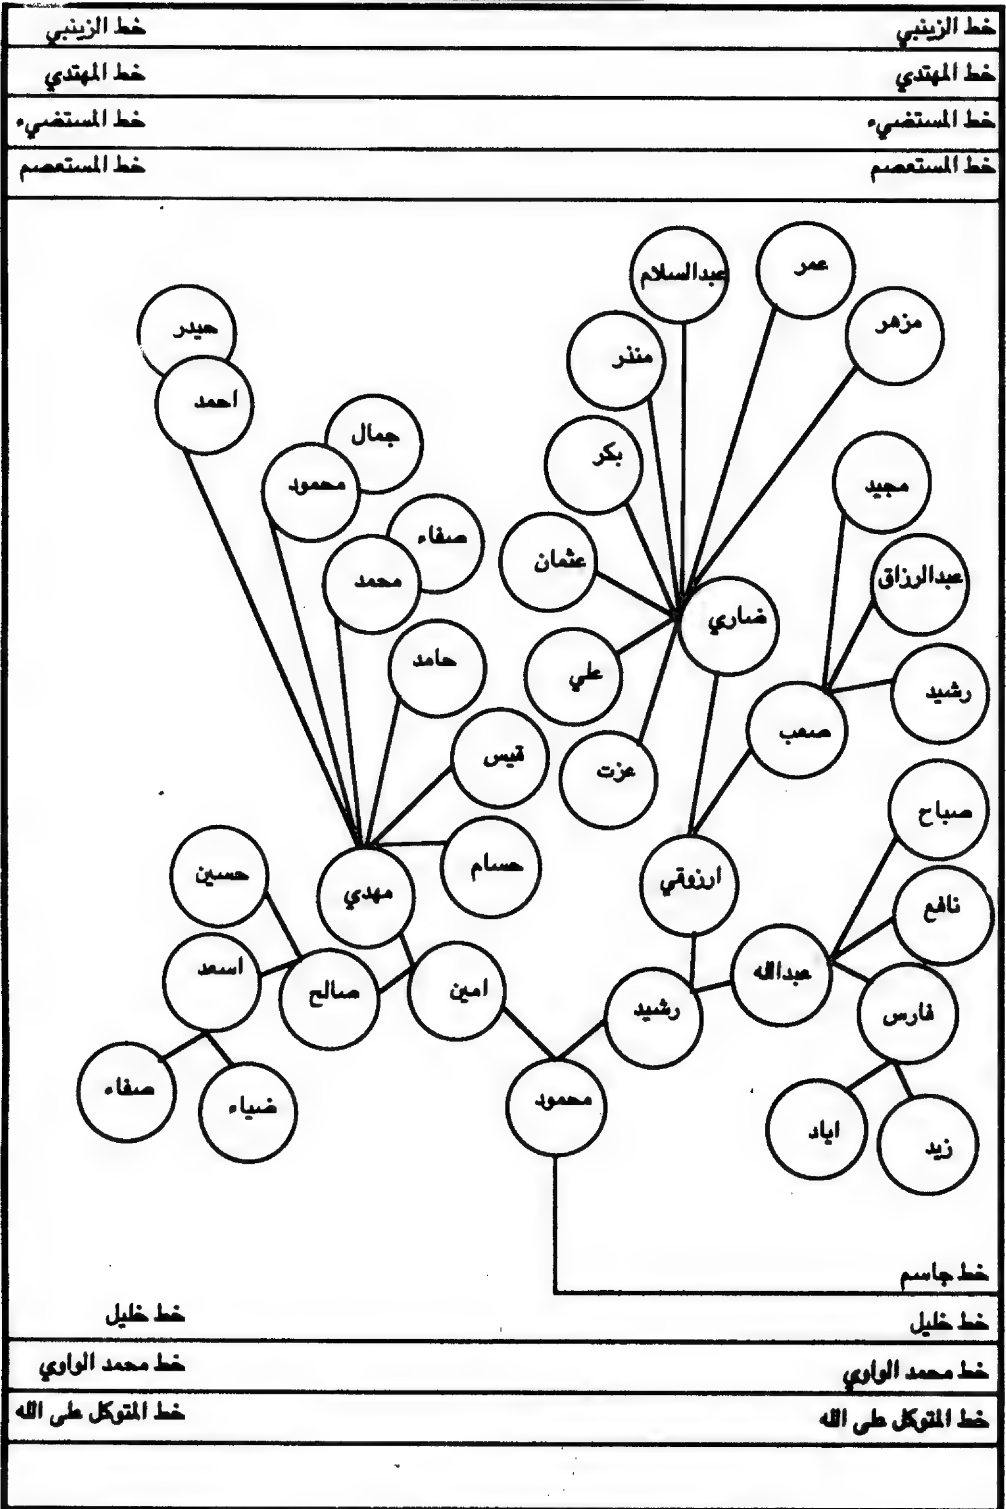 خط الزينبي
خط الزينبي
خط المهتدي
خط المهتدي
خط المستضيء
خط المستضيء
خط المستعصم
خط المستعصم
عمر
عبدالسلام
مزهر
حيدر
منذر
احمد
جمال
بكر
محمود
مجيد
صفاء
عثمان
محمد
عبدالرزاق
ضاري
حامد
علي
رشيد
صعب
قيس
عزت
صباح
حسام
حسين
مهدي
ارزوقي
نافع
اسعد
صالح
امين
رشيد
عبدالله
فارس
صفاء
ضياء
محمود
اياد
زيد
خط جاسم
خط خليل
خط خليل
خط محمد الواوي
خط محمد الواوي
خط المتوكل على الله
خط المتوكل على الله